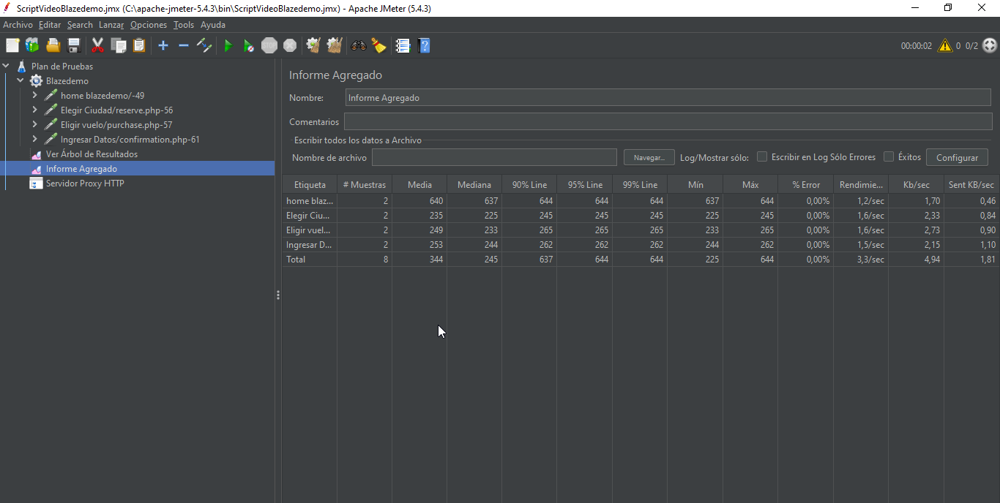 ScriptVideoBlazedemo.jmx (C:\apache-jmeter-5.4.3\bin\ScriptVideoBlazedemo.jmx) - Apache JMeter (5.4.3)
Archivo Editar Search Lanzar Opciones Tools Ayuda
STOP ? 00:00:02 0 0/2
Plan de Pruebas
Blazedemo
home blazedemo/-49
Elegir Ciudad/reserve.php-56
Eligir vuelo/purchase.php-57
Ingresar Datos/confirmation.php-61
Ver Árbol de Resultados
Informe Agregado
Servidor Proxy HTTP
Informe Agregado
Nombre: Informe Agregado
Comentarios
Escribir todos los datos a Archivo
Nombre de archivo Navegar... Log/Mostrar sólo: Escribir en Log Sólo Errores Éxitos Configurar
Etiqueta # Muestras Media Mediana 90% Line 95% Line 99% Line Mín Máx % Error Rendimie... Kb/sec Sent KB/sec
home blaz... 2 640 637 644 644 644 637 644 0,00% 1,2/sec 1,70 0,46
Elegir Ciu... 2 235 225 245 245 245 225 245 0,00% 1,6/sec 2,33 0,84
Eligir vuel... 2 249 233 265 265 265 233 265 0,00% 1,6/sec 2,73 0,90
Ingresar D... 2 253 244 262 262 262 244 262 0,00% 1,5/sec 2,15 1,10
Total 8 344 245 637 644 644 225 644 0,00% 3,3/sec 4,94 1,81